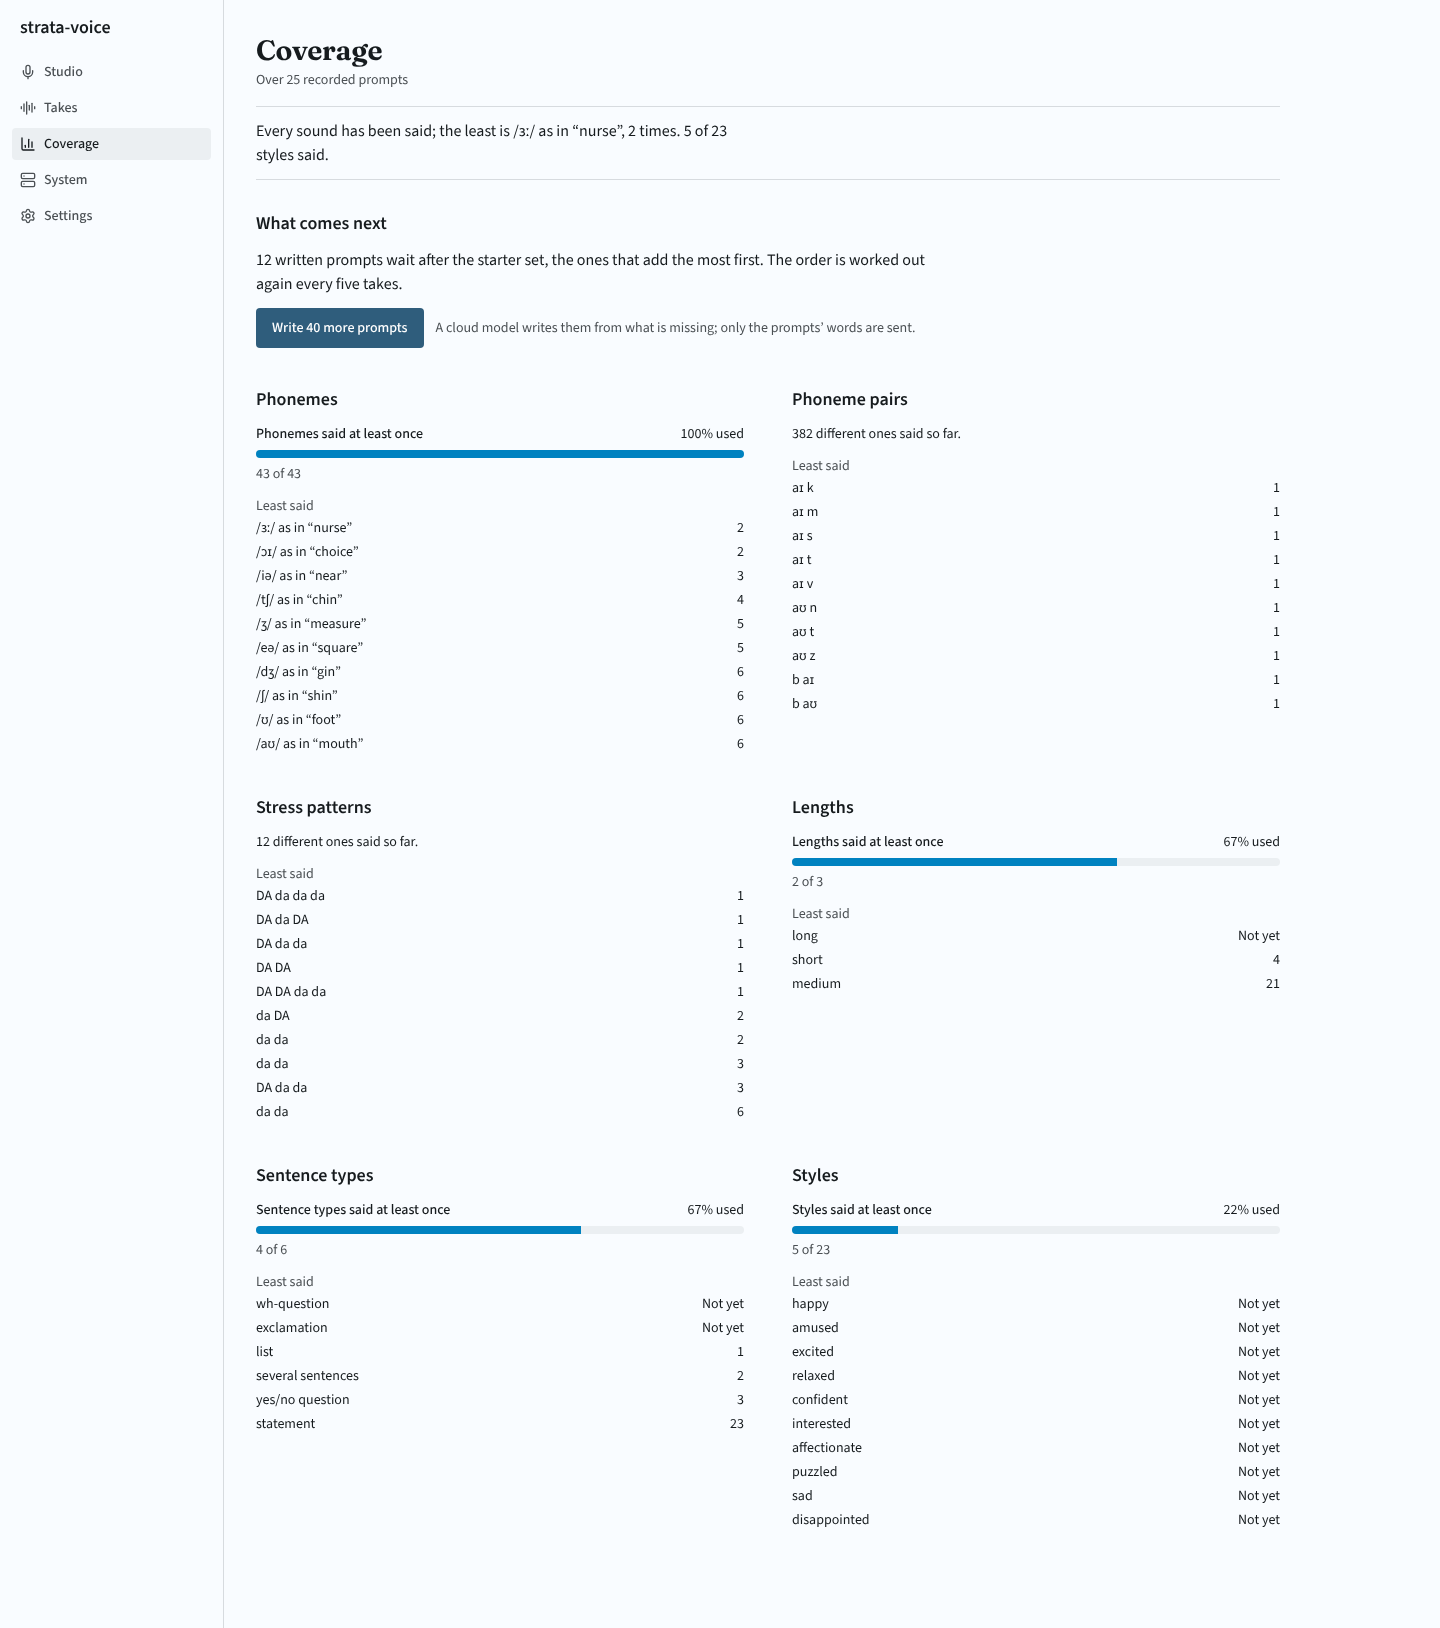 strata-voice
Studio
Takes
Coverage
System
Settings
Coverage
Over 25 recorded prompts
Every sound has been said; the least is /ɜː/ as in “nurse”, 2 times. 5 of 23
styles said.
What comes next
12 written prompts wait after the starter set, the ones that add the most first. The order is worked out
again every five takes.
Write 40 more prompts
A cloud model writes them from what is missing; only the prompts’ words are sent.
Phonemes
Phonemes said at least once 100% used
43 of 43
Least said
/ɜː/ as in “nurse” 2
/ɔɪ/ as in “choice” 2
/iə/ as in “near” 3
/tʃ/ as in “chin” 4
/ʒ/ as in “measure” 5
/eə/ as in “square” 5
/dʒ/ as in “gin” 6
/ʃ/ as in “shin” 6
/ʊ/ as in “foot” 6
/aʊ/ as in “mouth” 6
Phoneme pairs
382 different ones said so far.
Least said
aɪ k 1
aɪ m 1
aɪ s 1
aɪ t 1
aɪ v 1
aʊ n 1
aʊ t 1
aʊ z 1
b aɪ 1
b aʊ 1
Stress patterns
12 different ones said so far.
Least said
DA da da da 1
DA da DA 1
DA da da 1
DA DA 1
DA DA da da 1
da DA 2
da da 2
da da 3
DA da da 3
da da 6
Lengths
Lengths said at least once 67% used
2 of 3
Least said
long Not yet
short 4
medium 21
Sentence types
Sentence types said at least once 67% used
4 of 6
Least said
wh-question Not yet
exclamation Not yet
list 1
several sentences 2
yes/no question 3
statement 23
Styles
Styles said at least once 22% used
5 of 23
Least said
happy Not yet
amused Not yet
excited Not yet
relaxed Not yet
confident Not yet
interested Not yet
affectionate Not yet
puzzled Not yet
sad Not yet
disappointed Not yet